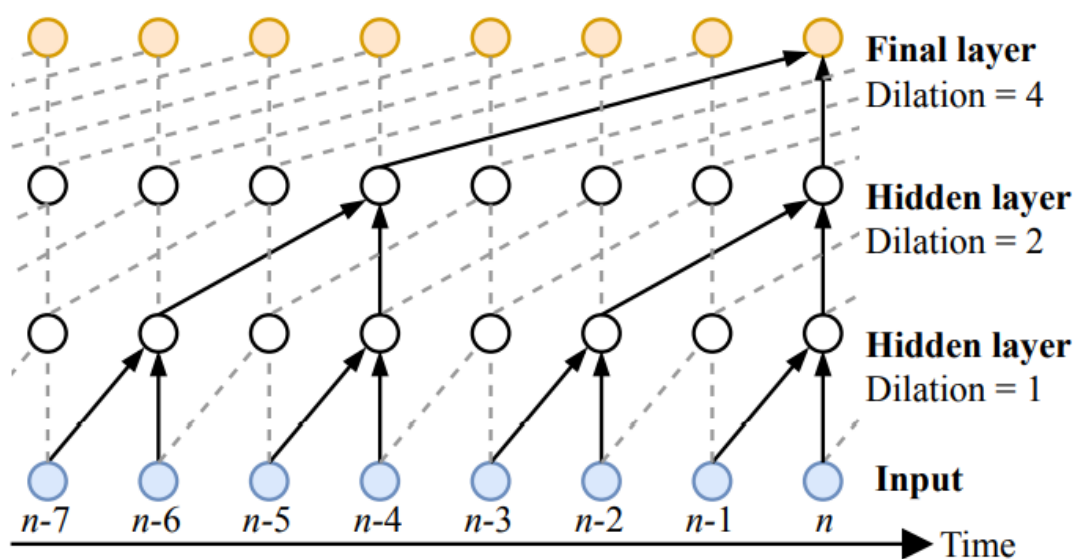 Final layer
Dilation = 4
Hidden layer
Dilation = 2
Hidden layer
Dilation = 1
Input
n-7 n-6 n-5 n-4 n-3 n-2 n-1 n
Time